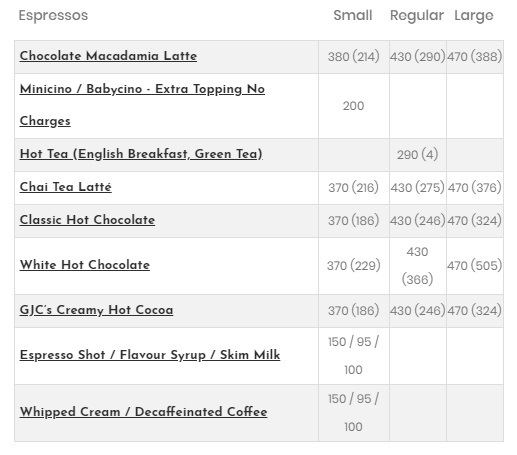 Espressos Small Regular Large
Chocolate Macadamia Latte 380 (214) 430 (290) 470 (388)
Minicino / Babycino - Extra Topping No
Charges 200
Hot Tea (English Breakfast, Green Tea) 290 (4)
Chai Tea Latté 370 (216) 430 (275) 470 (376)
Classic Hot Chocolate 370 (186) 430 (246) 470 (324)
White Hot Chocolate 370 (229) 430 (366) 470 (505)
GJC's Creamy Hot Cocoa 370 (186) 430 (246) 470 (324)
Espresso Shot / Flavour Syrup / Skim Milk 150 / 95 / 100
Whipped Cream / Decaffeinated Coffee 150 / 95 / 100